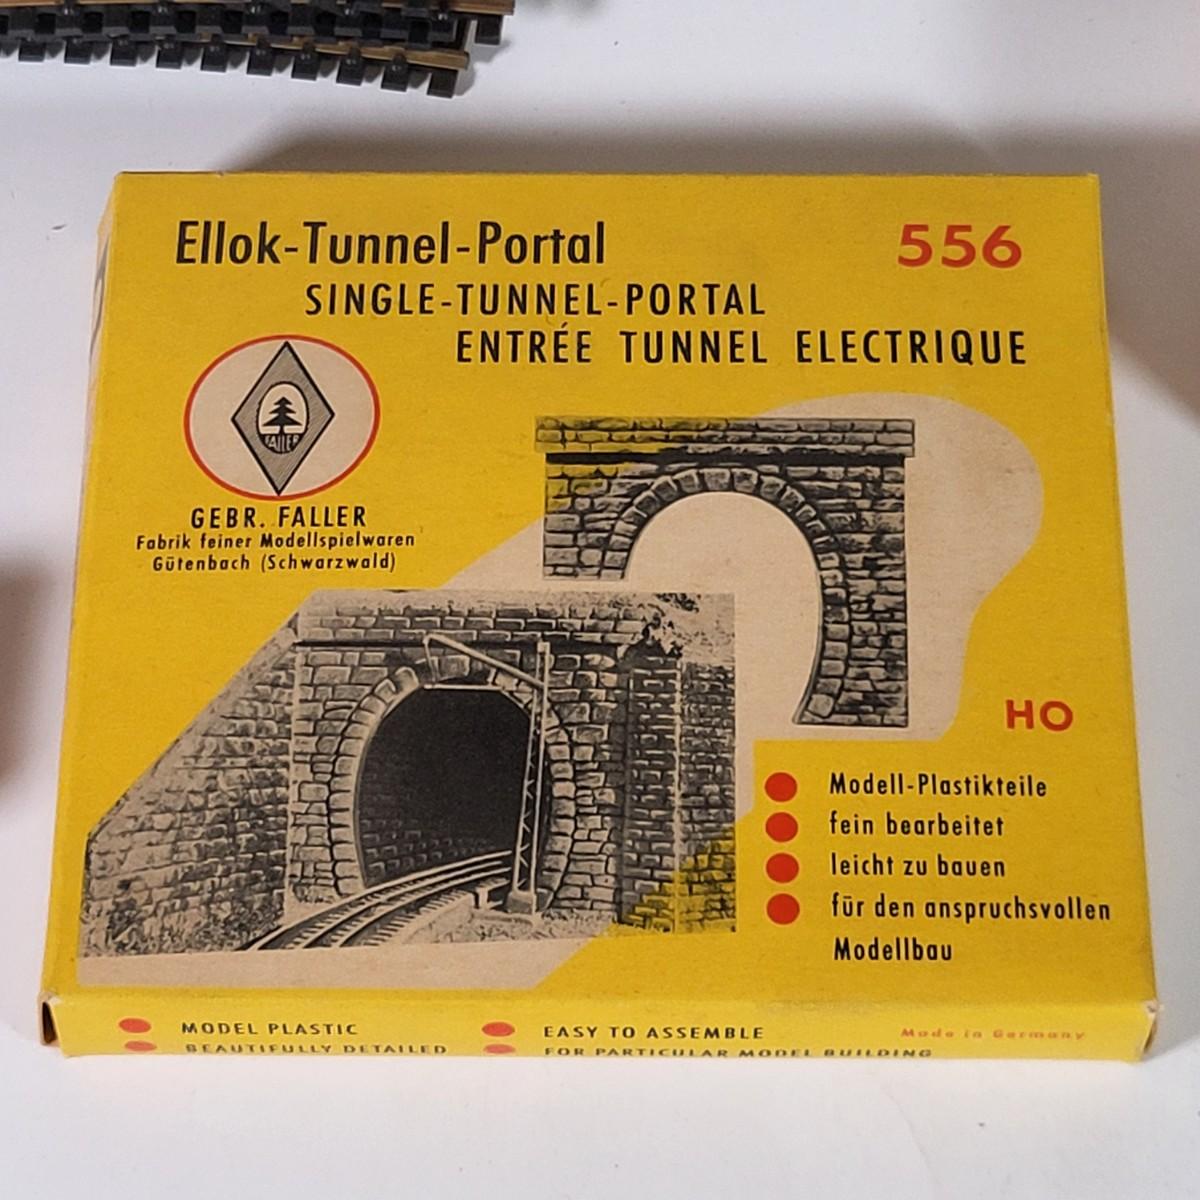 Ellok-Tunnel-Portal
556
SINGLE-TUNNEL-PORTAL
ENTRÉE TUNNEL ELECTRIQUE
FALLER
GEBR. FALLER
Fabrik feiner Modellspielwaren
Gütenbach (Schwarzwald)
HO
Modell-Plastikteile
fein bearbeitet
leicht zu bauen
für den anspruchsvollen
Modellbau
MODEL PLASTIC
BEAUTIFULLY DETAILED
EASY TO ASSEMBLE
FOR PARTICULAR MODEL BUILDING
Made in Germany